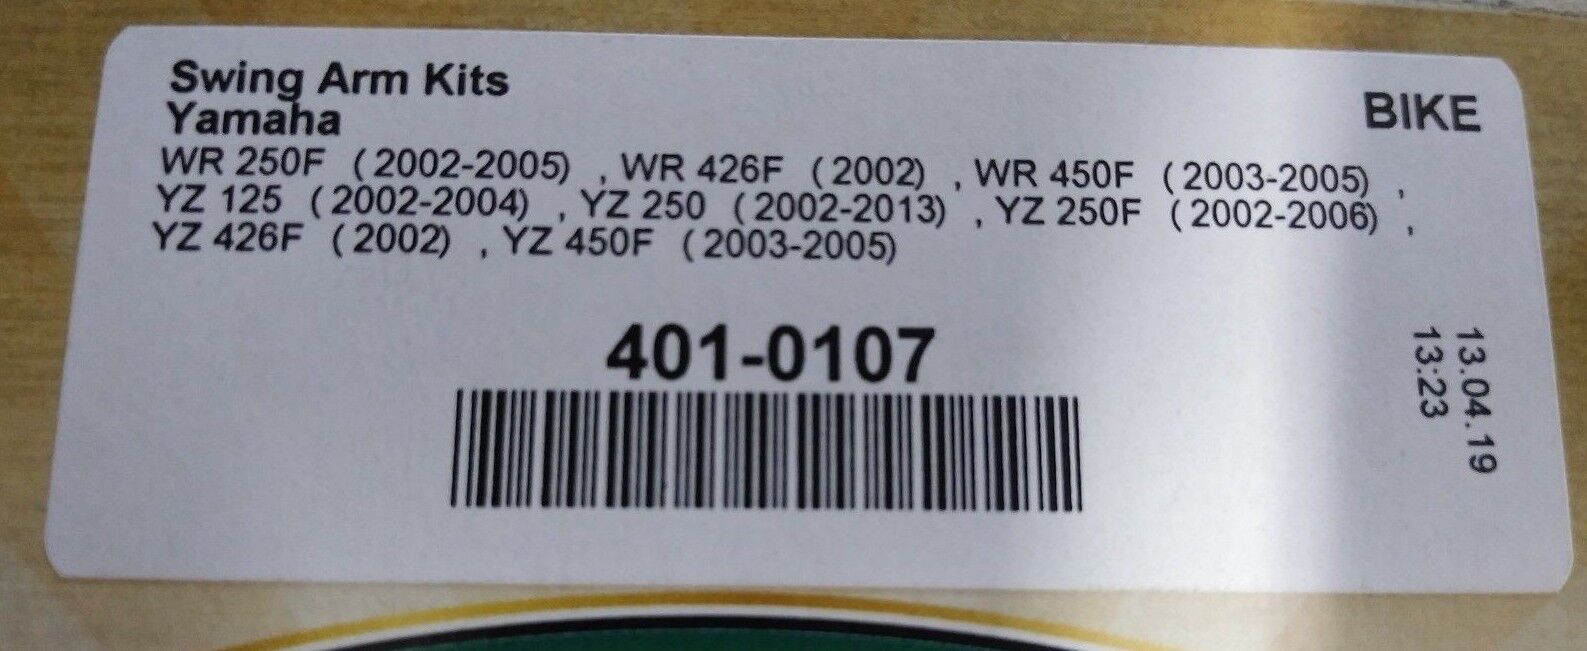 Swing Arm Kits
Yamaha
BIKE
WR 250F (2002-2005) , WR 426F (2002) , WR 450F (2003-2005) ,
YZ 125 (2002-2004) , YZ 250 (2002-2013) , YZ 250F (2002-2006) ,
YZ 426F (2002) , YZ 450F (2003-2005)
401-0107
13.04.19
13:23